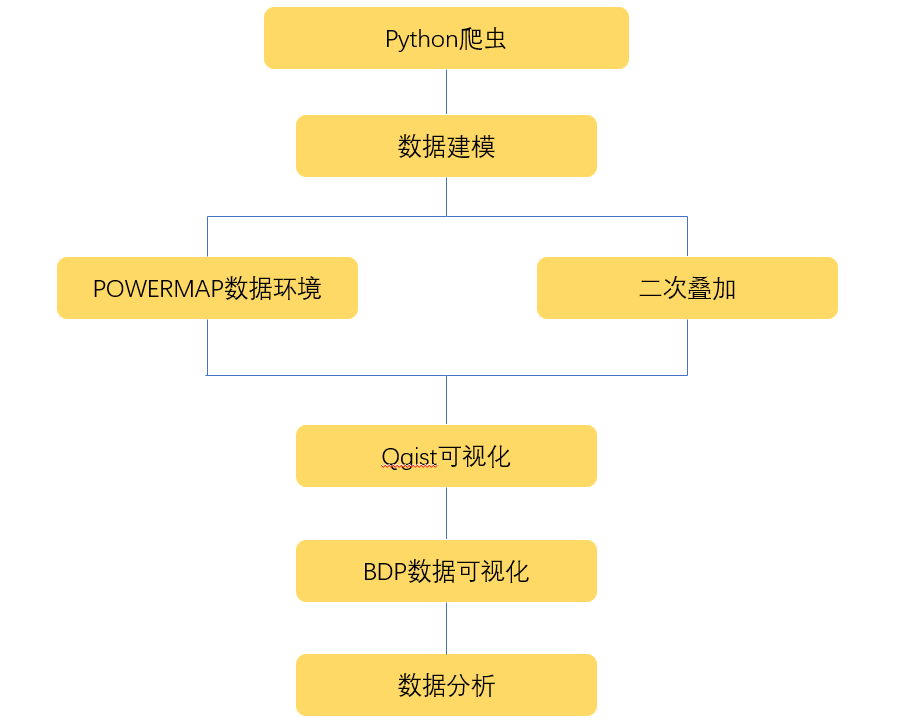 Python爬虫
数据建模
POWERMAP数据环境
二次叠加
Qgist可视化
BDP数据可视化
数据分析